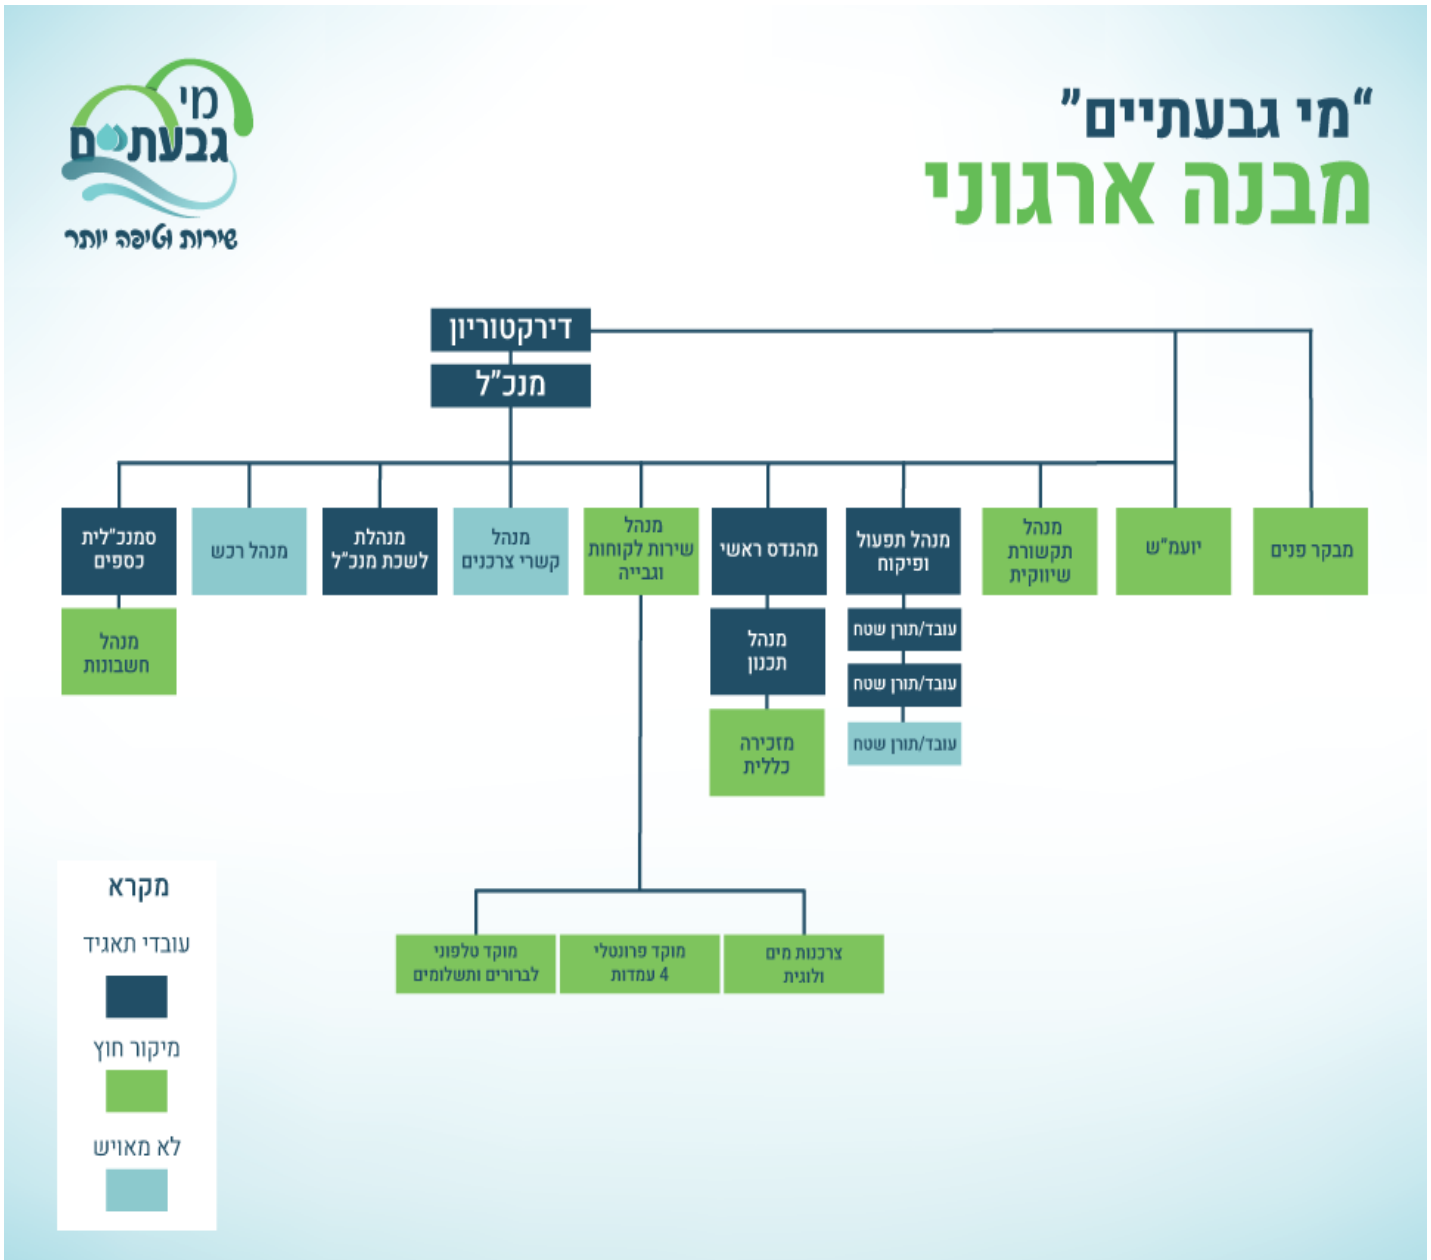 “מי גבעתיים”
מבנה ארגוני
מי
גבעתיים
שירות וטיפה יותר
דירקטוריון
מנכ”ל
מבקר פנים
יועמ”ש
מנהל
תקשורת
שיווקית
מנהל תפעול
ופיקוח
מהנדס ראשי
מנהל
שירות לקוחות
וגבייה
מנהל
קשרי צרכנים
מנהלת
לשכת מנכ”ל
מנהל רכש
סמנכ”לית
כספים
עובד/תורן שטח
עובד/תורן שטח
עובד/תורן שטח
מנהל
תכנון
מזכירה
כללית
מנהל
חשבונות
צרכנות מים
ולוגית
מוקד פרונטלי
4 עמדות
מוקד טלפוני
לברורים ותשלומים
מקרא
עובדי תאגיד
מיקור חוץ
לא מאויש